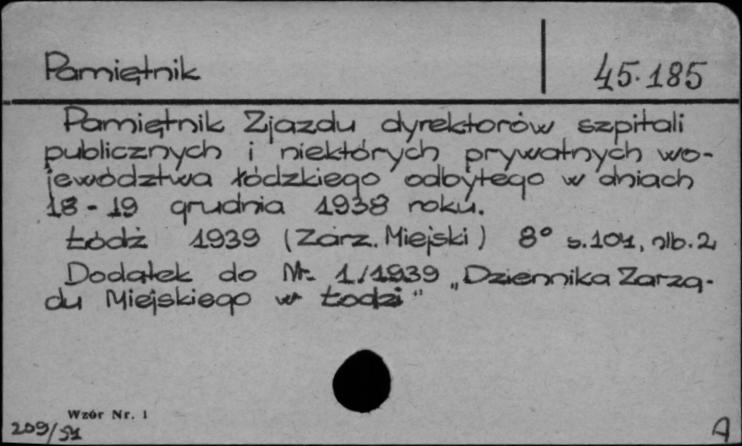 Pamiętnik
45.185
Pamiętnik Zjazdu dyrektorów szpitali
publicznych i niektórych prywatnych wo-
jewództwa łódzkiego odbytego w dniach
18-19 grudnia 1938 roku.
Łódź 1939 (Zarz. Miejski) 8° s.104, nlb.2
Dodatek do Nr. 1/1939 „Dziennika Zarzą-
du Miejskiego w Łodzi"
Wzór Nr. 1
209/51
A